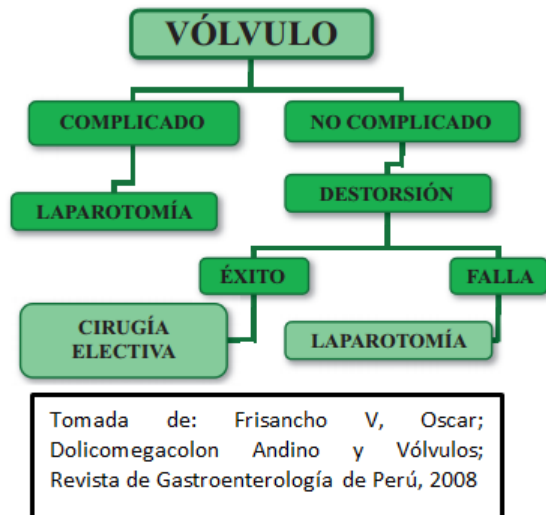 VÓLVULO
COMPLICADO
NO COMPLICADO
LAPAROTOMÍA
DESTORSIÓN
ÉXITO
FALLA
CIRUGÍA
ELECTIVA
LAPAROTOMÍA
Tomada de: Frisancho V, Oscar;
Dolicomegacolon Andino y Vólvulos;
Revista de Gastroenterología de Perú, 2008